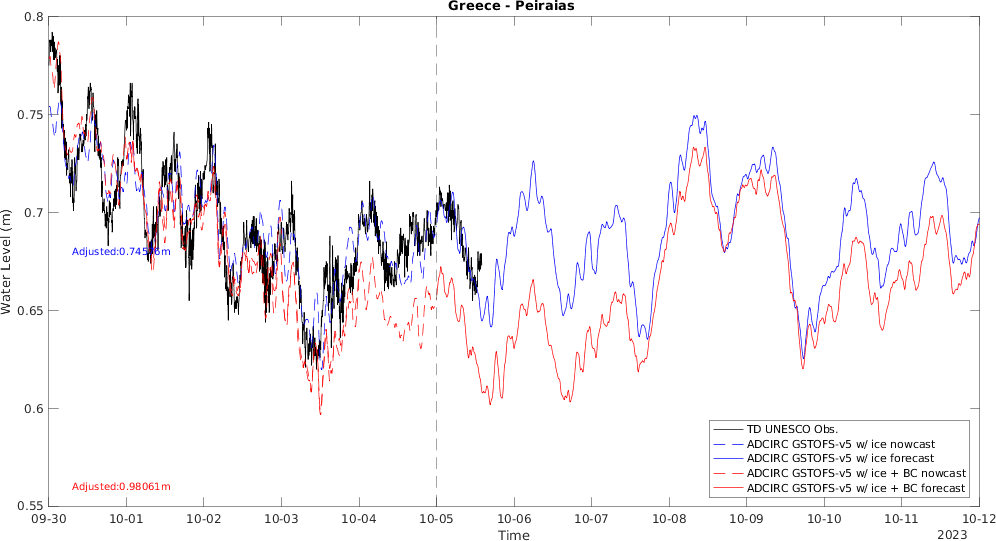 Greece - Peiraias
0.8
0.75
0.7
0.65
0.6
0.55
Water Level (m)
Adjusted:0.98061m
TD UNESCO Obs.
ADCIRC GSTOFS-v5 w/ ice nowcast
ADCIRC GSTOFS-v5 w/ ice forecast
ADCIRC GSTOFS-v5 w/ ice + BC nowcast
ADCIRC GSTOFS-v5 w/ ice + BC forecast
09-30 10-01 10-02 10-03 10-04 10-05 10-06 10-07 10-08 10-09 10-10 10-11 10-12
Time
2023